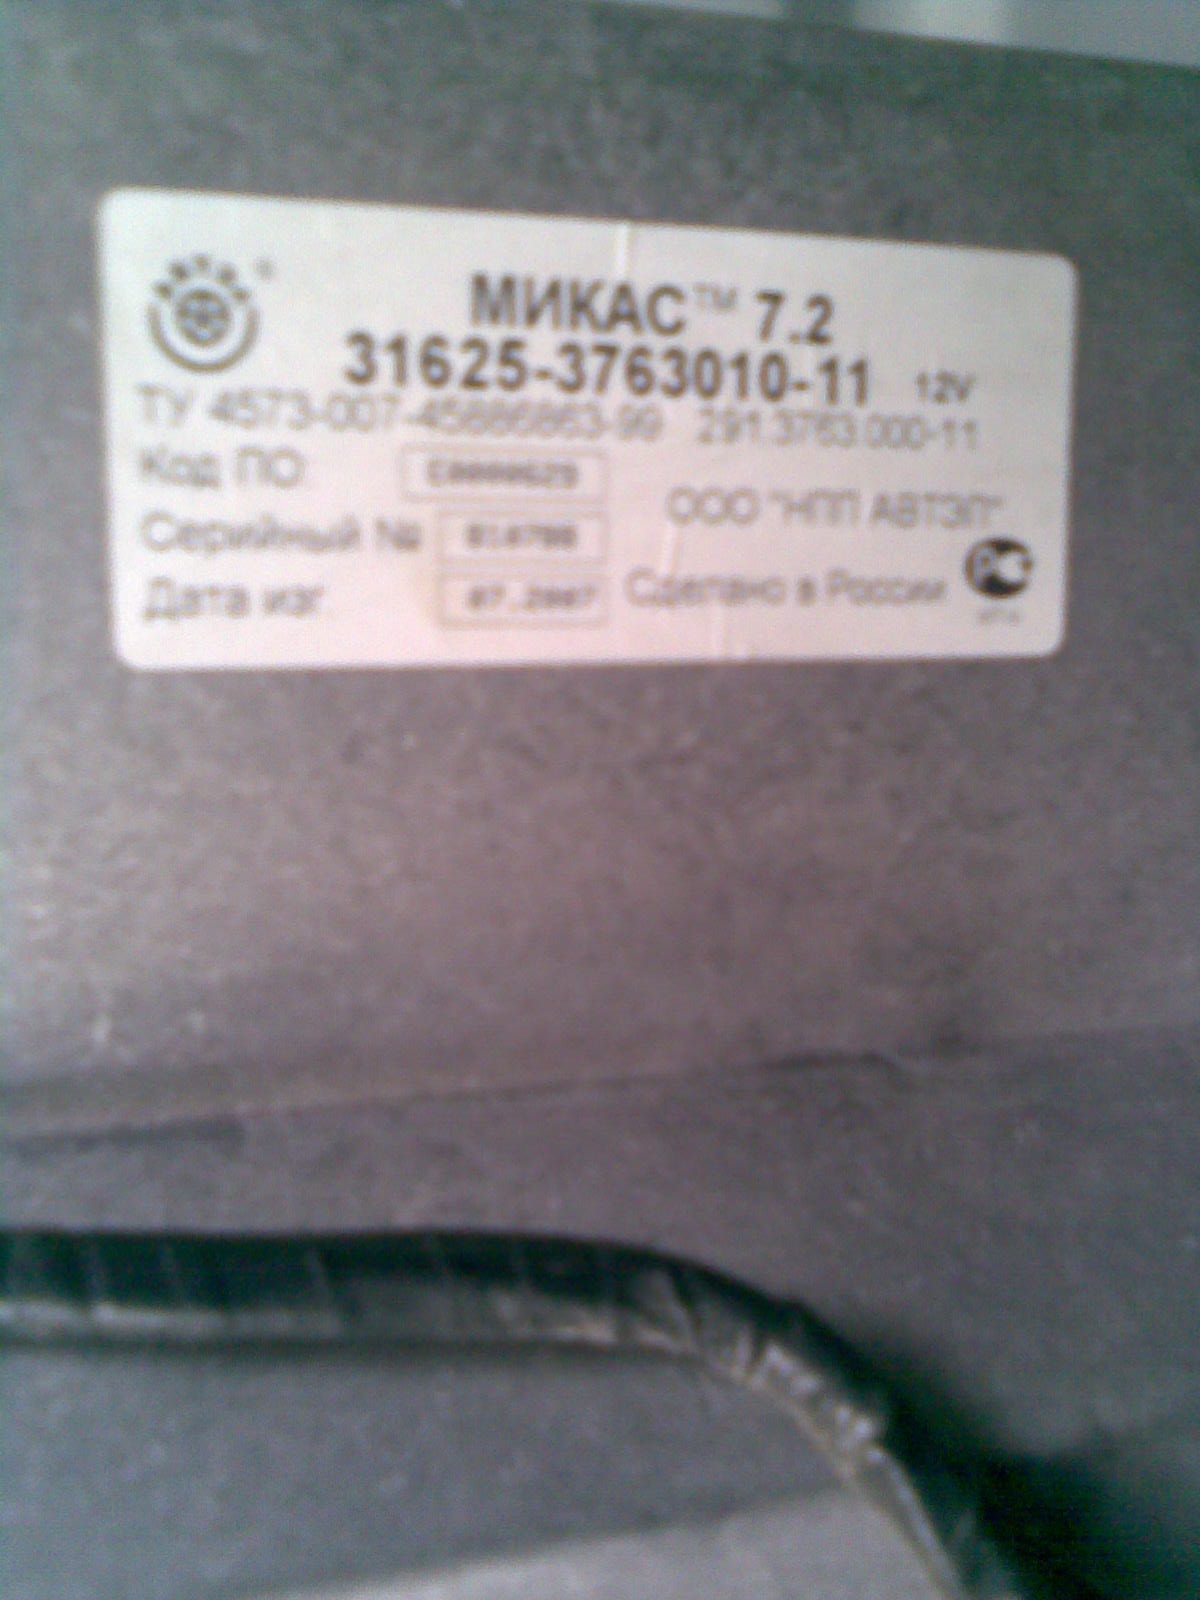 МИКАС™ 7.2
31625-3763010-11 12V
ТУ 4573-007-45886863-99 291.3763.000-11
Код ПО
Серийный №
ООО "НПП АВТЭЛ"
Дата изг. 07.2007 Сделано в России